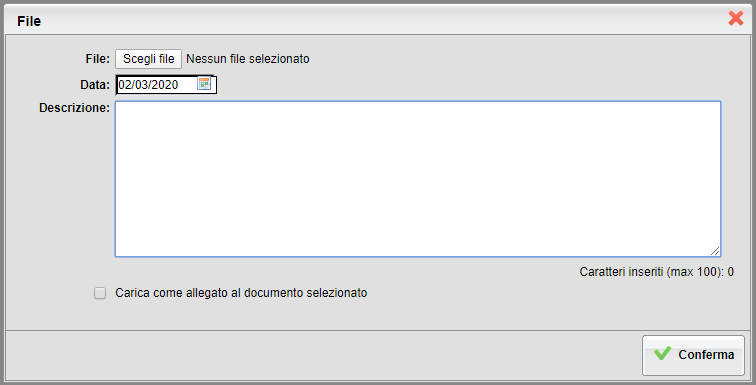 File
File: Scegli file Nessun file selezionato
Data: 02/03/2020
Descrizione:
Caratteri inseriti (max 100): 0
Carica come allegato al documento selezionato
Conferma